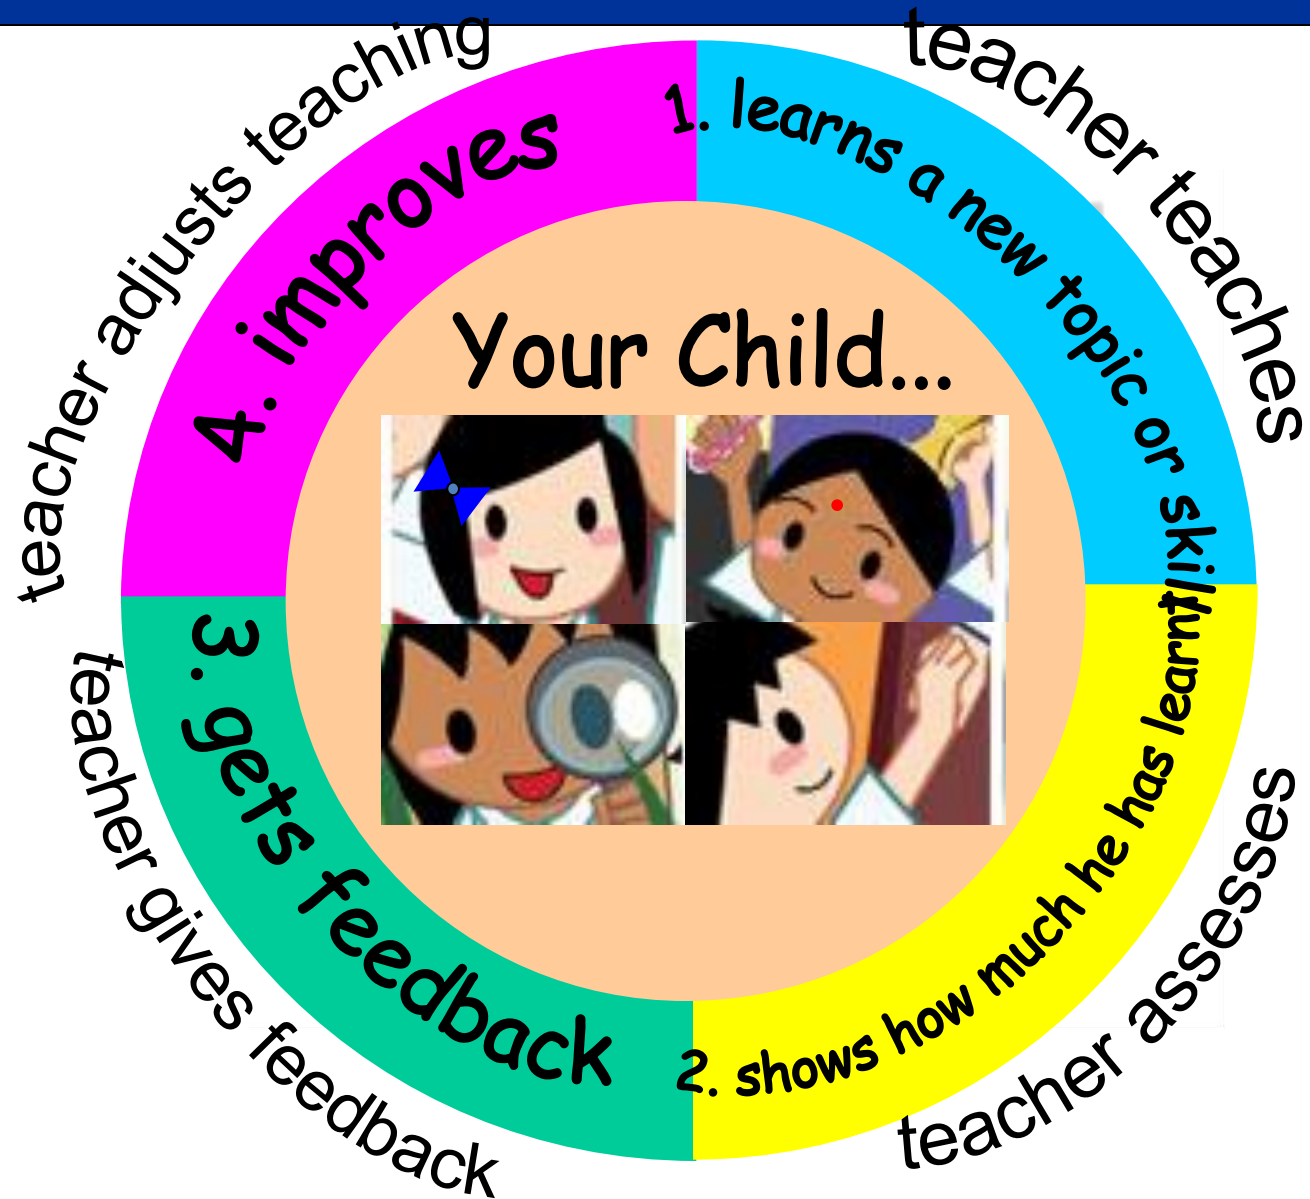 Your Child...
1. learns a new topic or skill
2. shows how much he has learnt
3. gets feedback
4. improves
teacher teaches
teacher assesses
teacher gives feedback
teacher adjusts teaching